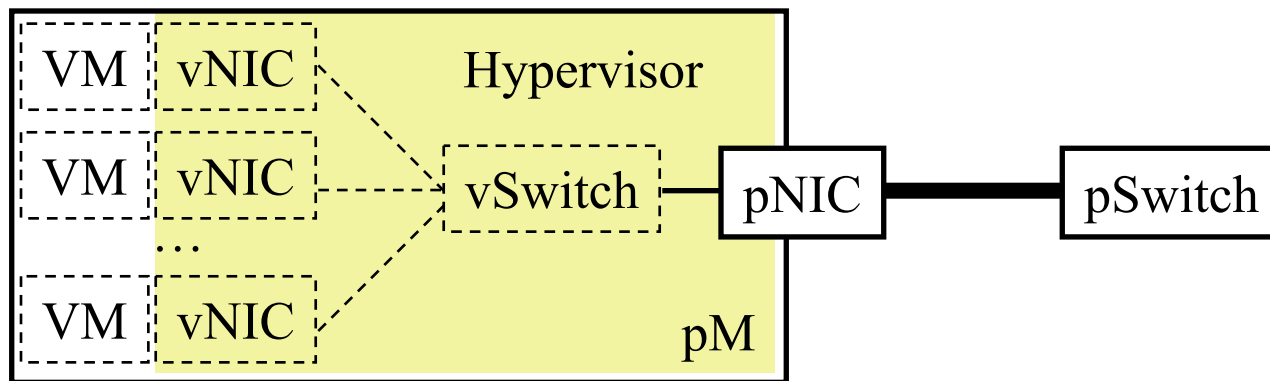 VM vNIC Hypervisor
VM vNIC vSwitch pNIC pSwitch
...
VM vNIC pM